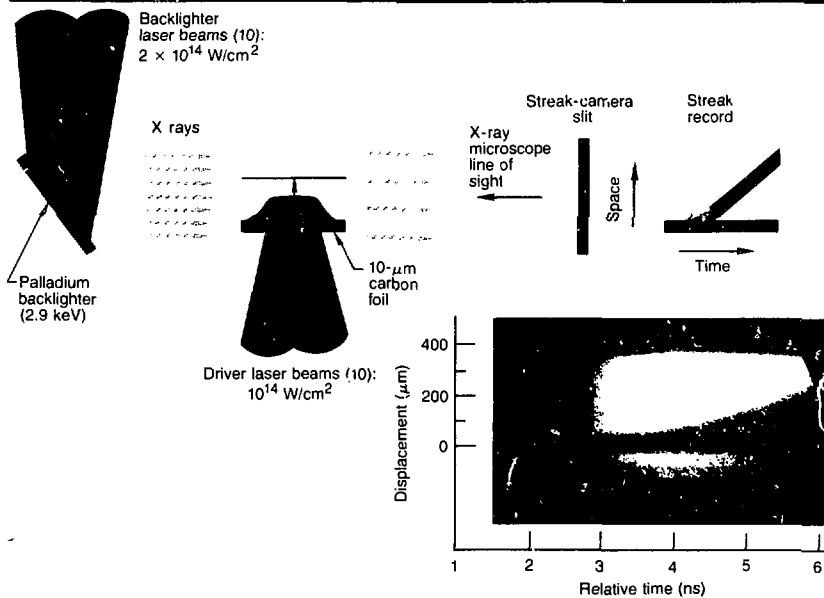 Backlighter
laser beams (10):
2 × 10¹⁴ W/cm²
X rays
Palladium
backlighter
(2.9 keV)
10-μm
carbon
foil
Driver laser beams (10):
10¹⁴ W/cm²
X-ray
microscope
line of
sight
Streak-camera
slit
Space
Streak
record
Time
Displacement (μm)
400
200
0
1 2 3 4 5 6
Relative time (ns)